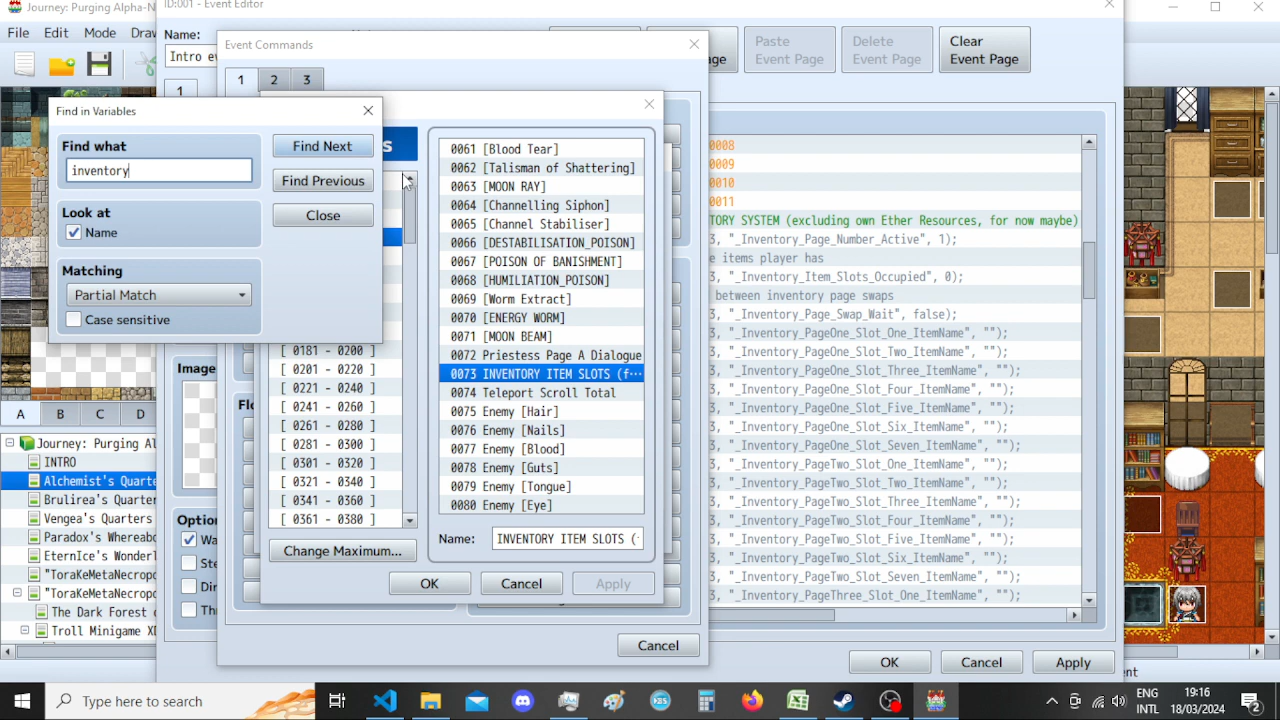 Journey: Purging Alpha-N
ID:001 - Event Editor
File Edit Mode Draw
Name:
Intro ev
Event Commands
Paste Event Page
Delete Event Page
Clear Event Page
1 2 3
1
Find in Variables
Find what
inventory
Find Next
Find Previous
Close
Look at
Name
Matching
Partial Match
Case sensitive
[ 0181 - 0200 ]
[ 0201 - 0220 ]
[ 0221 - 0240 ]
[ 0241 - 0260 ]
[ 0261 - 0280 ]
[ 0281 - 0300 ]
[ 0301 - 0320 ]
[ 0321 - 0340 ]
[ 0341 - 0360 ]
[ 0361 - 0380 ]
Change Maximum...
0061 [Blood Tear]
0062 [Talisman of Shattering]
0063 [MOON RAY]
0064 [Channelling Siphon]
0065 [Channel Stabiliser]
0066 [DESTABILISATION_POISON]
0067 [POISON OF BANISHMENT]
0068 [HUMILIATION_POISON]
0069 [Worm Extract]
0070 [ENERGY WORM]
0071 [MOON BEAM]
0072 Priestess Page A Dialogue
0073 INVENTORY ITEM SLOTS (f···
0074 Teleport Scroll Total
0075 Enemy [Hair]
0076 Enemy [Nails]
0077 Enemy [Blood]
0078 Enemy [Guts]
0079 Enemy [Tongue]
0080 Enemy [Eye]
Name: INVENTORY ITEM SLOTS (
OK Cancel Apply
Cancel
0008
0009
0010
0011
TORY SYSTEM (excluding own Ether Resources, for now maybe)
3, "_Inventory_Page_Number_Active", 1);
e items player has
3, "_Inventory_Item_Slots_Occupied", 0);
between inventory page swaps
3, "_Inventory_Page_Swap_Wait", false);
3, "_Inventory_PageOne_Slot_One_ItemName", "");
3, "_Inventory_PageOne_Slot_Two_ItemName", "");
3, "_Inventory_PageOne_Slot_Three_ItemName", "");
3, "_Inventory_PageOne_Slot_Four_ItemName", "");
3, "_Inventory_PageOne_Slot_Five_ItemName", "");
3, "_Inventory_PageOne_Slot_Six_ItemName", "");
3, "_Inventory_PageOne_Slot_Seven_ItemName", "");
3, "_Inventory_PageTwo_Slot_One_ItemName", "");
3, "_Inventory_PageTwo_Slot_Two_ItemName", "");
3, "_Inventory_PageTwo_Slot_Three_ItemName", "");
3, "_Inventory_PageTwo_Slot_Four_ItemName", "");
3, "_Inventory_PageTwo_Slot_Five_ItemName", "");
3, "_Inventory_PageTwo_Slot_Six_ItemName", "");
3, "_Inventory_PageTwo_Slot_Seven_ItemName", "");
3, "_Inventory_PageThree_Slot_One_ItemName", "");
OK Cancel Apply
Image
Option
A B C D
Journey: Purging Al
INTRO
Alchemist's Quarte
Brulirea's Quarter
Vengea's Quarters
Paradox's Whereab
EternIce's Wonderl
"ToraKeMetaNecropo
"ToraKeMetaNecropo
The Dark Forest
Troll Minigame XD
Type here to search
ENG
INTL
19:16
18/03/2024
2